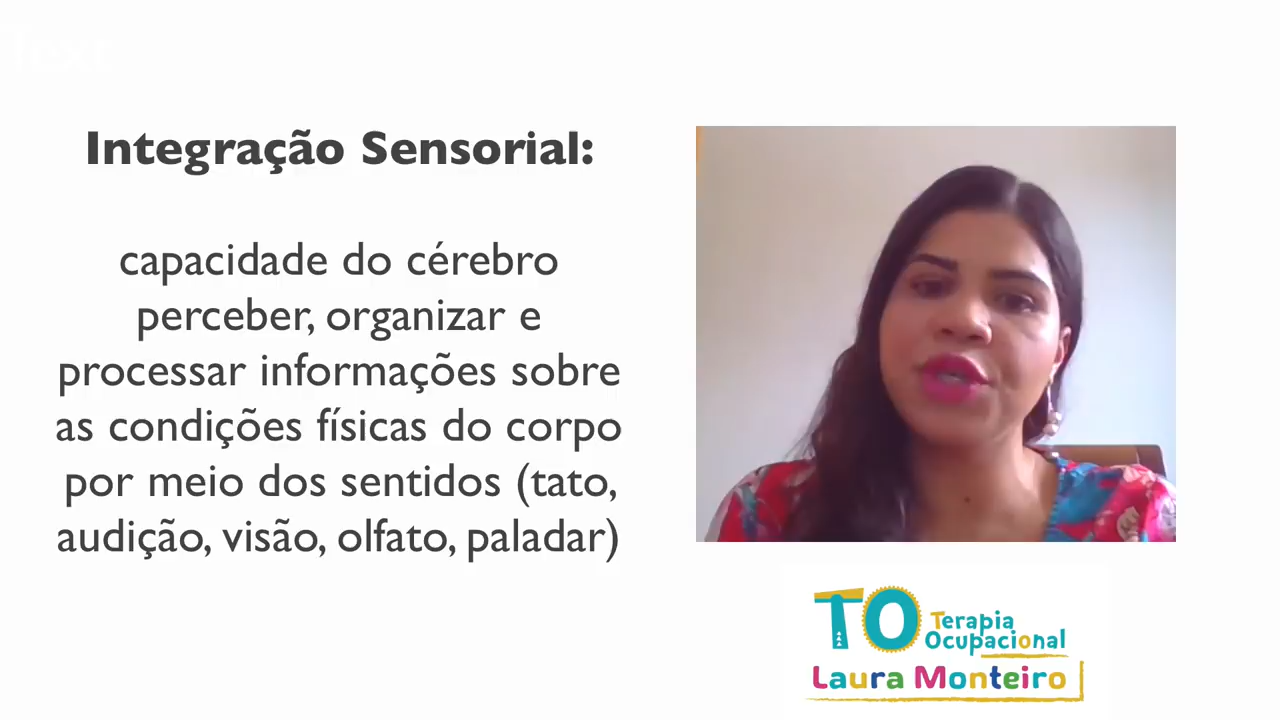 Integração Sensorial:
capacidade do cérebro
perceber, organizar e
processar informações sobre
as condições físicas do corpo
por meio dos sentidos (tato,
audição, visão, olfato, paladar)
TO Terapia
Ocupacional
Laura Monteiro